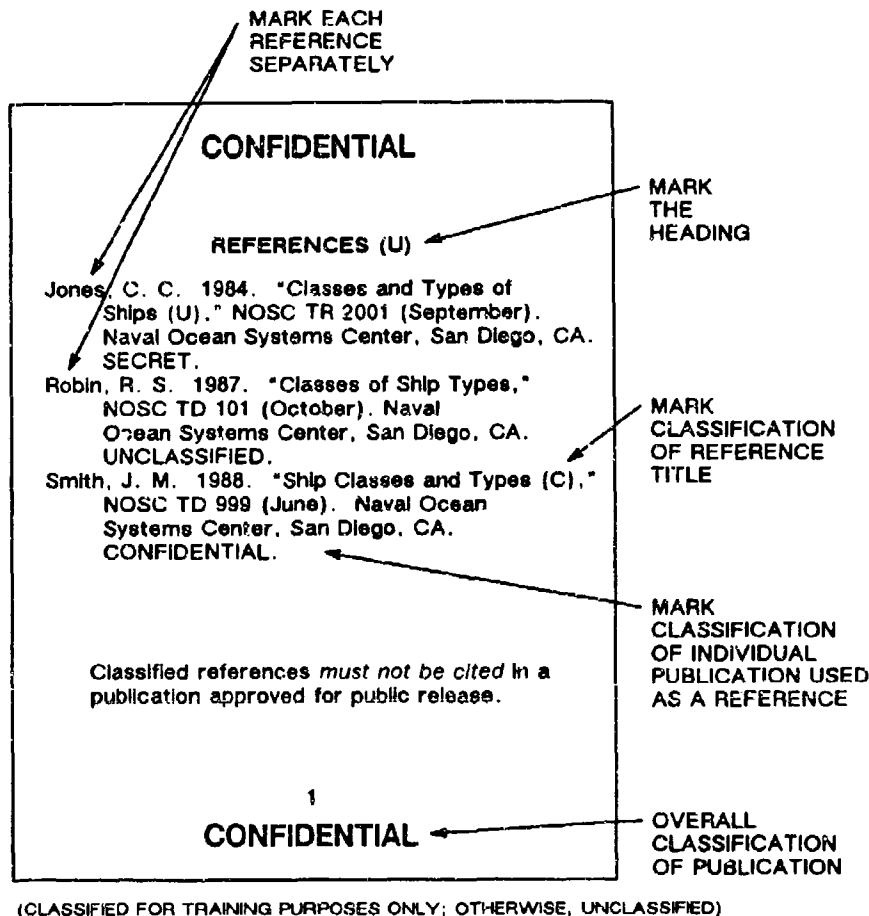 MARK EACH
REFERENCE
SEPARATELY
CONFIDENTIAL
MARK
THE
HEADING
REFERENCES (U)
Jones, C. C. 1984. "Classes and Types of
Ships (U)." NOSC TR 2001 (September).
Naval Ocean Systems Center, San Diego, CA.
SECRET.
Robin, R. S. 1987. "Classes of Ship Types,"
NOSC TD 101 (October). Naval
Ocean Systems Center, San Diego, CA.
UNCLASSIFIED.
MARK
CLASSIFICATION
OF REFERENCE
TITLE
Smith, J. M. 1988. "Ship Classes and Types (C),"
NOSC TD 999 (June). Naval Ocean
Systems Center, San Diego, CA.
CONFIDENTIAL.
MARK
CLASSIFICATION
OF INDIVIDUAL
PUBLICATION USED
AS A REFERENCE
Classified references must not be cited in a
publication approved for public release.
1
CONFIDENTIAL
OVERALL
CLASSIFICATION
OF PUBLICATION
(CLASSIFIED FOR TRAINING PURPOSES ONLY; OTHERWISE, UNCLASSIFIED)